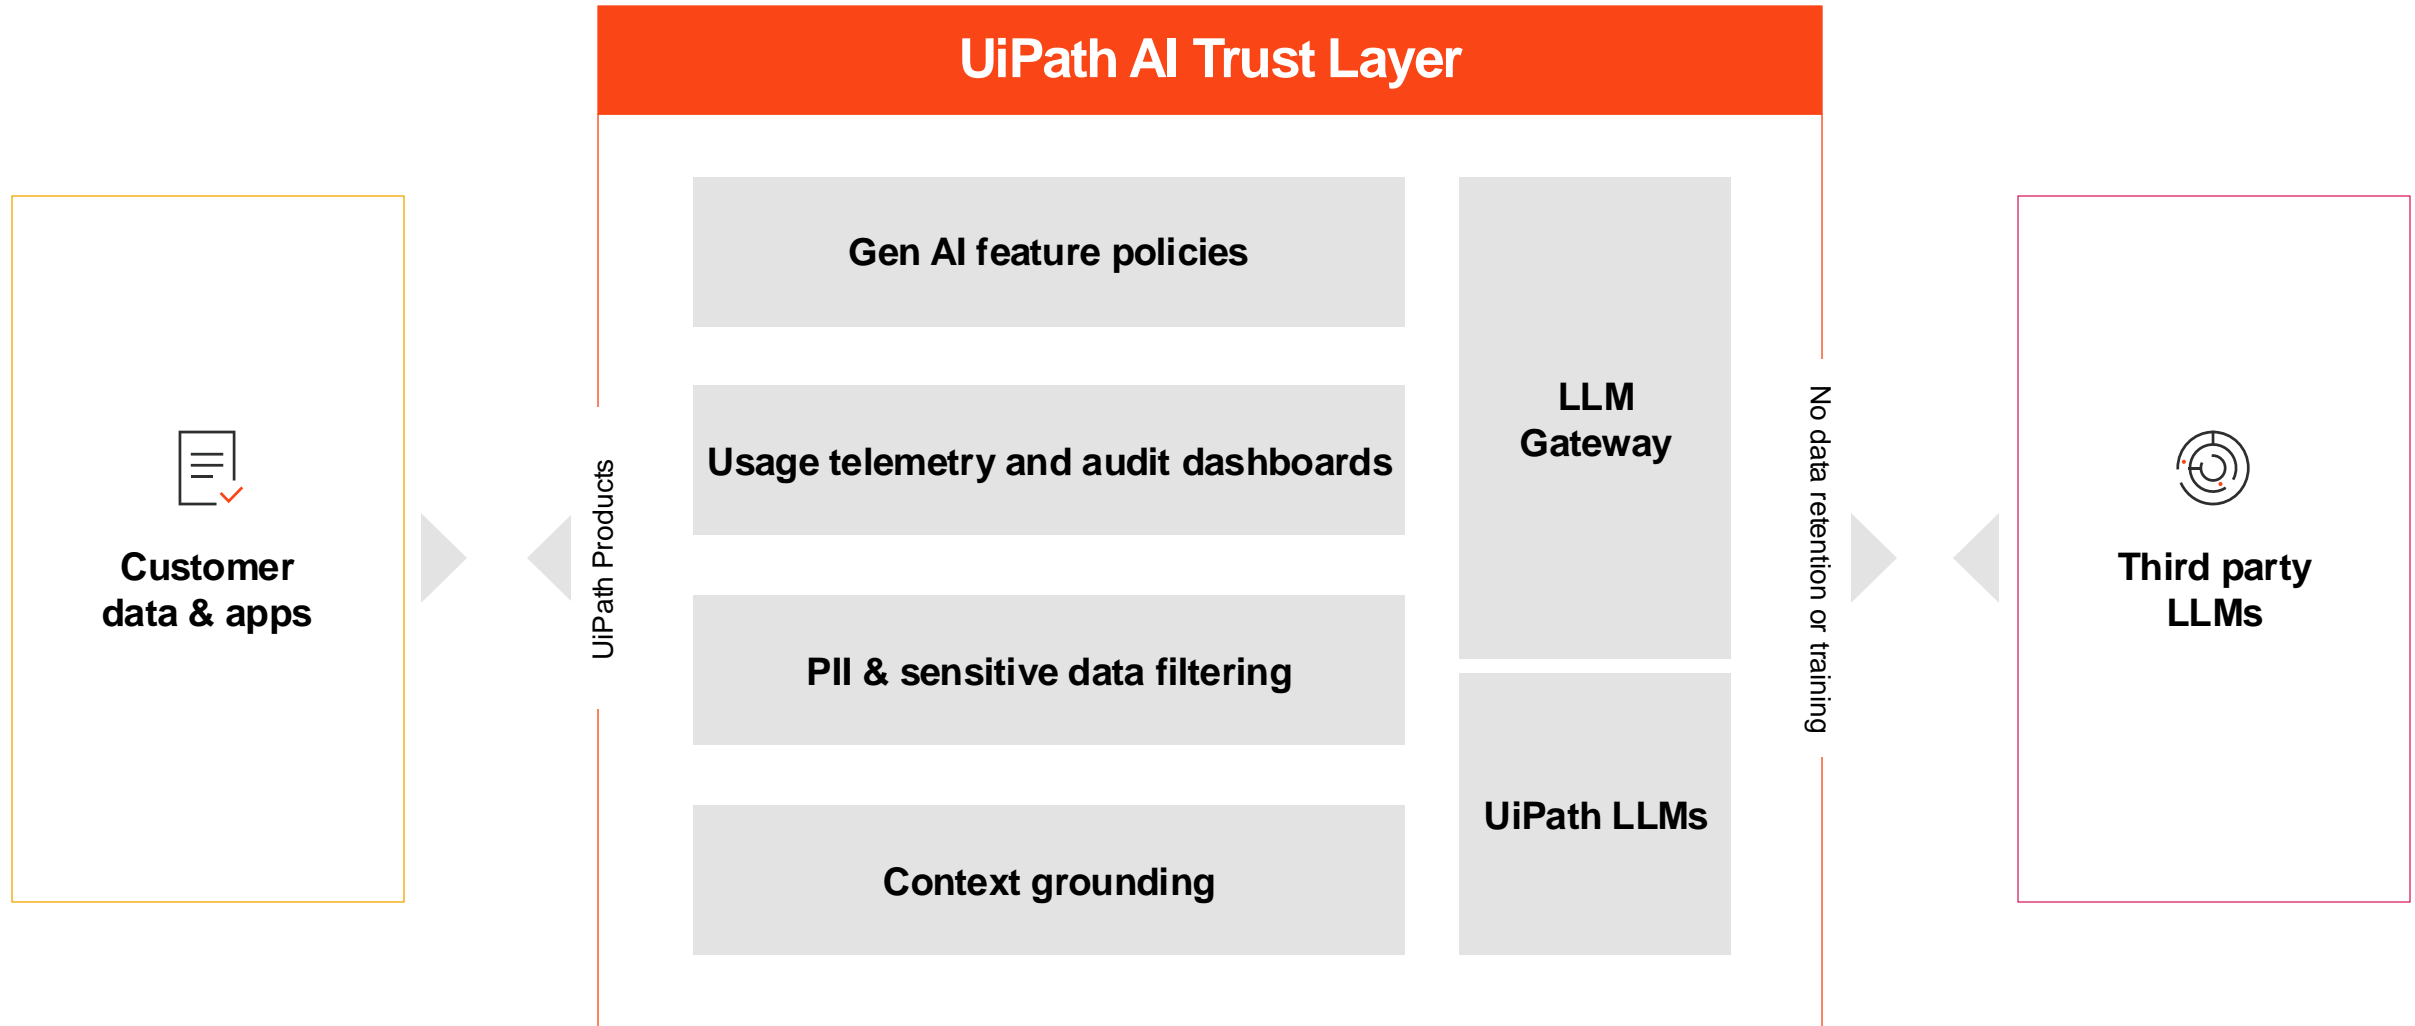 UiPath AI Trust Layer
Customer
data & apps
UiPath Products
Gen AI feature policies
Usage telemetry and audit dashboards
PII & sensitive data filtering
Context grounding
LLM
Gateway
UiPath LLMs
No data retention or training
Third party
LLMs